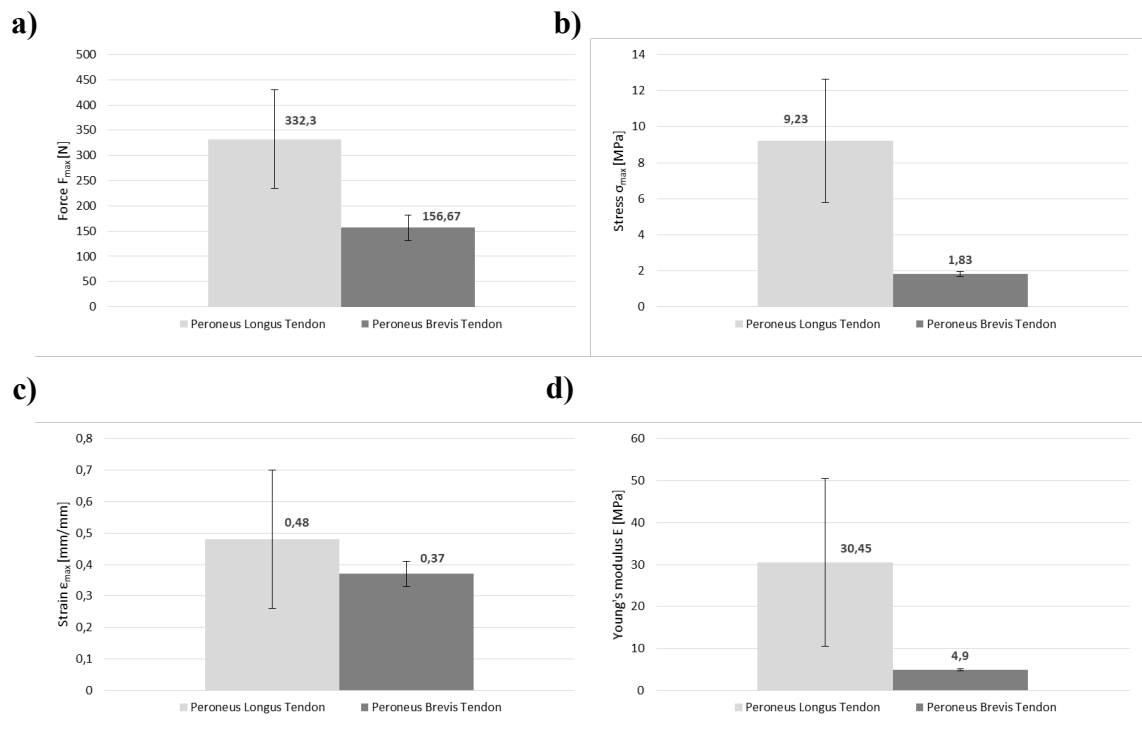 a)
500
450
400
350
300
250
200
150
100
50
0
Force Fmax [N]
332,3
156,67
Peroneus Longus Tendon
Peroneus Brevis Tendon
b)
14
12
10
8
6
4
2
0
Stress σmax [MPa]
9,23
1,83
Peroneus Longus Tendon
Peroneus Brevis Tendon
c)
0,8
0,7
0,6
0,5
0,4
0,3
0,2
0,1
0
Strain εmax [mm/mm]
0,48
0,37
Peroneus Longus Tendon
Peroneus Brevis Tendon
d)
60
50
40
30
20
10
0
Young's modulus E [MPa]
30,45
4,9
Peroneus Longus Tendon
Peroneus Brevis Tendon